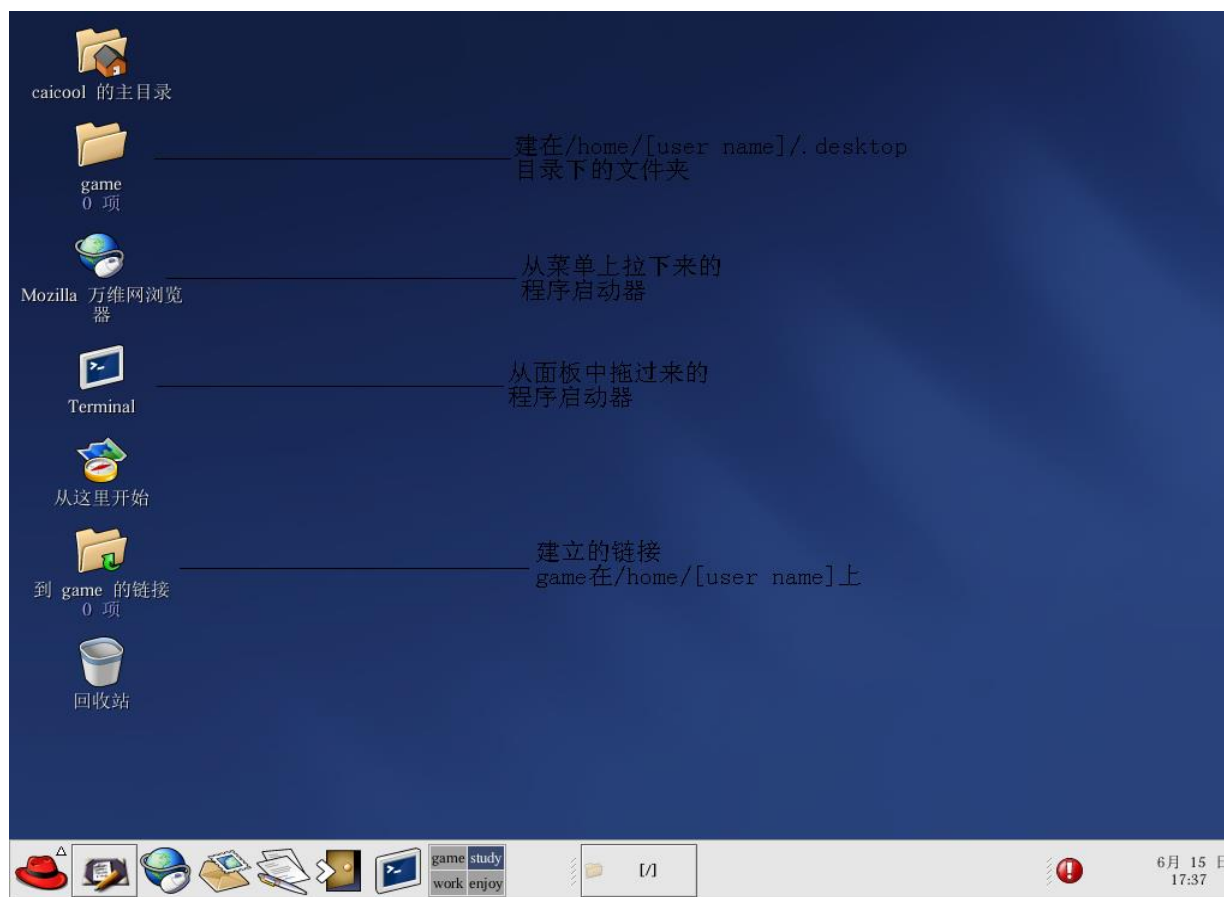 caicool 的主目录
建在/home/[user name]/.desktop
目录下的文件夹
game
0 项
从菜单上拉下来的
程序启动器
Mozilla 万维网浏览
器
从面板中拖过来的
程序启动器
Terminal
从这里开始
建立的链接
game在/home/[user name]上
到 game 的链接
0 项
回收站
game study
work enjoy
[/]
6月 15 日
17:37